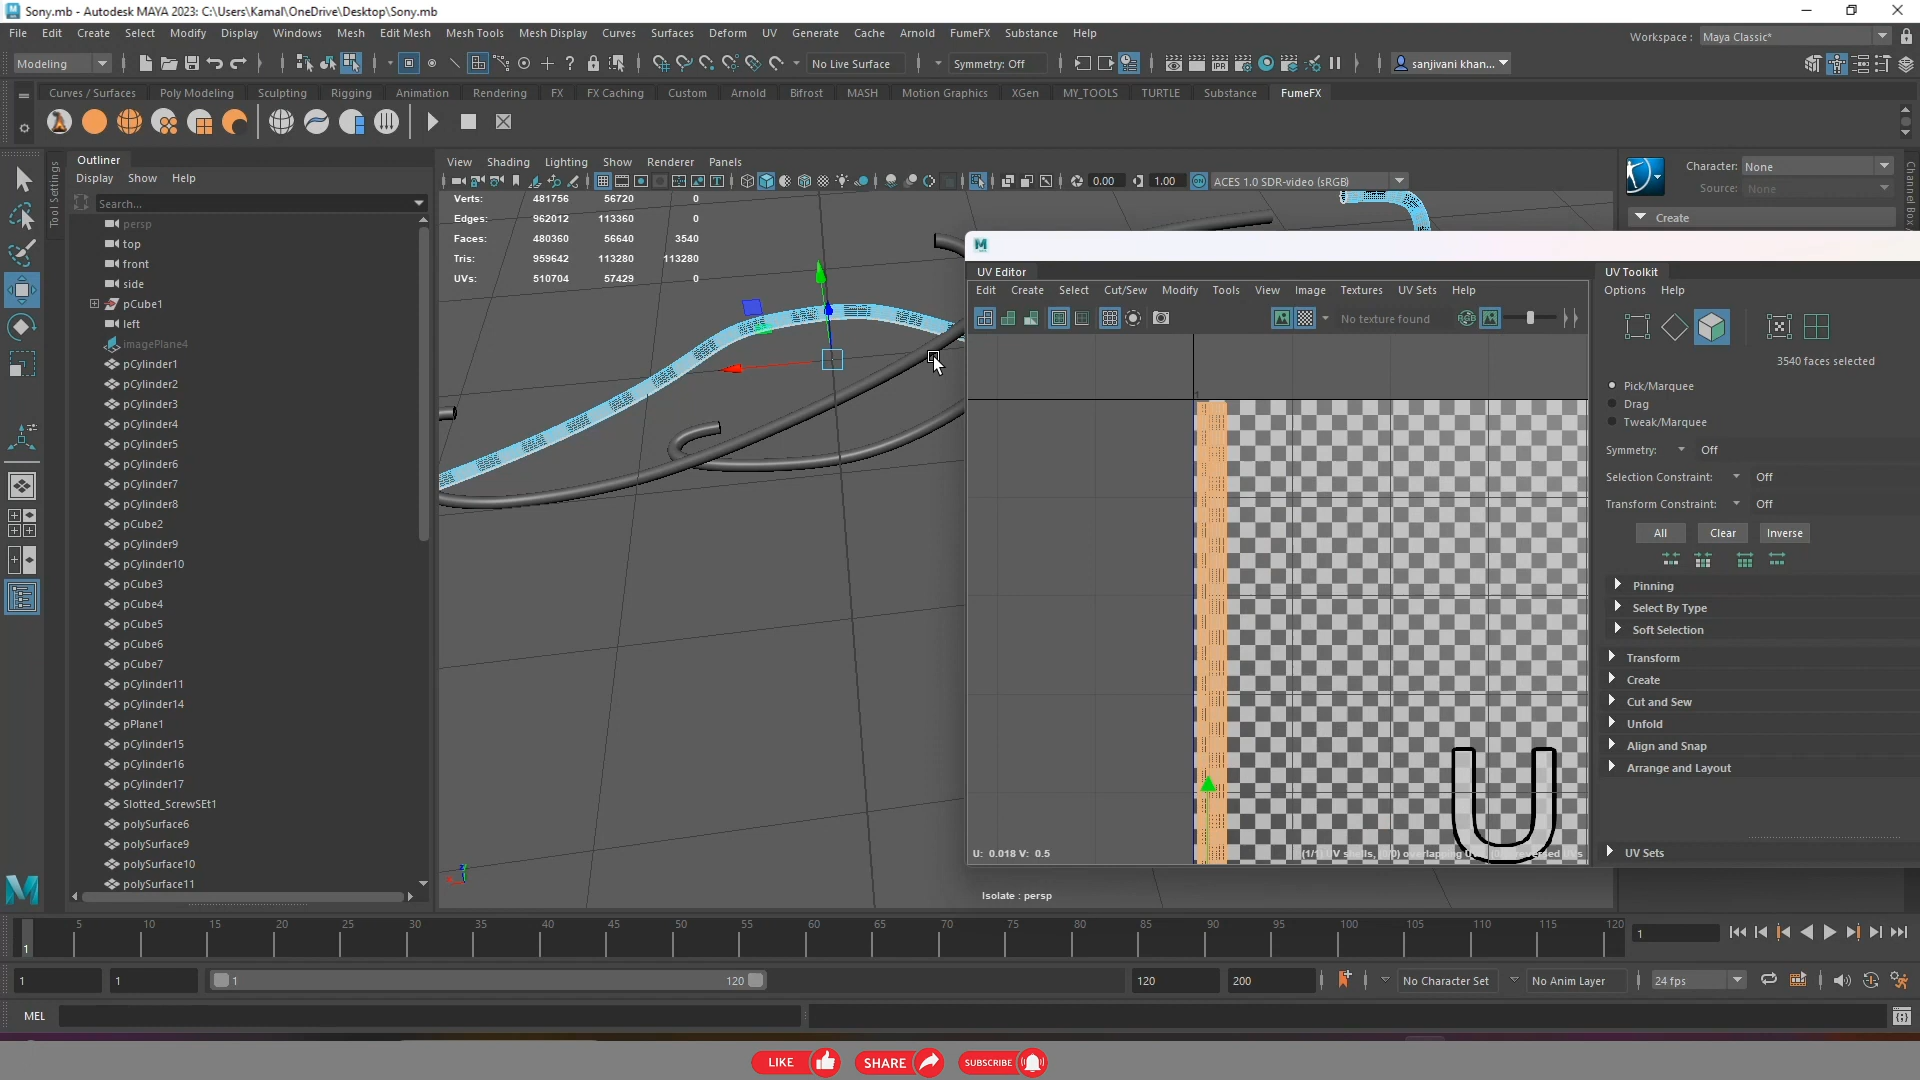 Sony.mb - Autodesk MAYA 2023: C:\Users\Kamal\OneDrive\Desktop\Sony.mb
File Edit Create Select Modify Display Windows Mesh Edit Mesh Mesh Tools Mesh Display Curves Surfaces Deform UV Generate Cache Arnold FumeFX Substance Help
Workspace : Maya Classic*
Modeling No Live Surface Symmetry: Off IPR sanjivani khan...
Curves / Surfaces Poly Modeling Sculpting Rigging Animation Rendering FX FX Caching Custom Arnold Bifrost MASH Motion Graphics XGen MY_TOOLS TURTLE Substance FumeFX
Tool Settings
Outliner
Display Show Help
Search...
persp
top
front
side
pCube1
left
imagePlane4
pCylinder1
pCylinder2
pCylinder3
pCylinder4
pCylinder5
pCylinder6
pCylinder7
pCylinder8
pCube2
pCylinder9
pCylinder10
pCube3
pCube4
pCube5
pCube6
pCube7
pCylinder11
pCylinder14
pPlane1
pCylinder15
pCylinder16
pCylinder17
Slotted_ScrewSEt1
polySurface6
polySurface9
polySurface10
polySurface11
View Shading Lighting Show Renderer Panels
0.00 1.00 ACES 1.0 SDR-video (sRGB)
Verts: 481756 56720 0
Edges: 962012 113360 0
Faces: 480360 56640 3540
Tris: 959642 113280 113280
UVs: 510704 57429 0
Isolate : persp
Character: None
Source: None
Create
UV Editor
Edit Create Select Cut/Sew Modify Tools View Image Textures UV Sets Help
No texture found
U: 0.018 V: 0.5
U
UV Toolkit
Options Help
3540 faces selected
Pick/Marquee
Drag
Tweak/Marquee
Symmetry: Off
Selection Constraint: Off
Transform Constraint: Off
All Clear Inverse
Pinning
Select By Type
Soft Selection
Transform
Create
Cut and Sew
Unfold
Align and Snap
Arrange and Layout
UV Sets
5 10 15 20 25 30 35 40 45 50 55 60 65 70 75 80 85 90 95 100 105 110 115 120
1
1
1 1 1 120 120 200 No Character Set No Anim Layer 24 fps
MEL
LIKE SHARE SUBSCRIBE